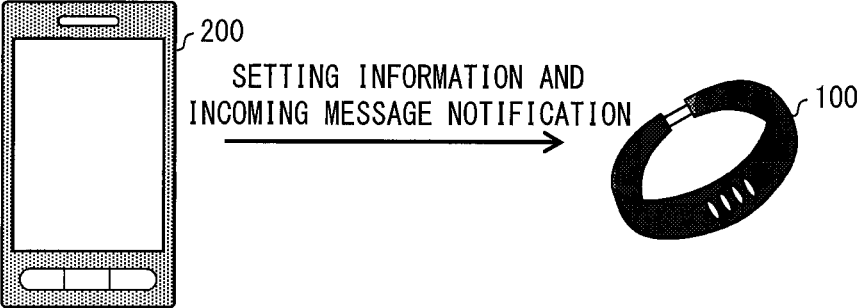 200
SETTING INFORMATION AND
INCOMING MESSAGE NOTIFICATION
100